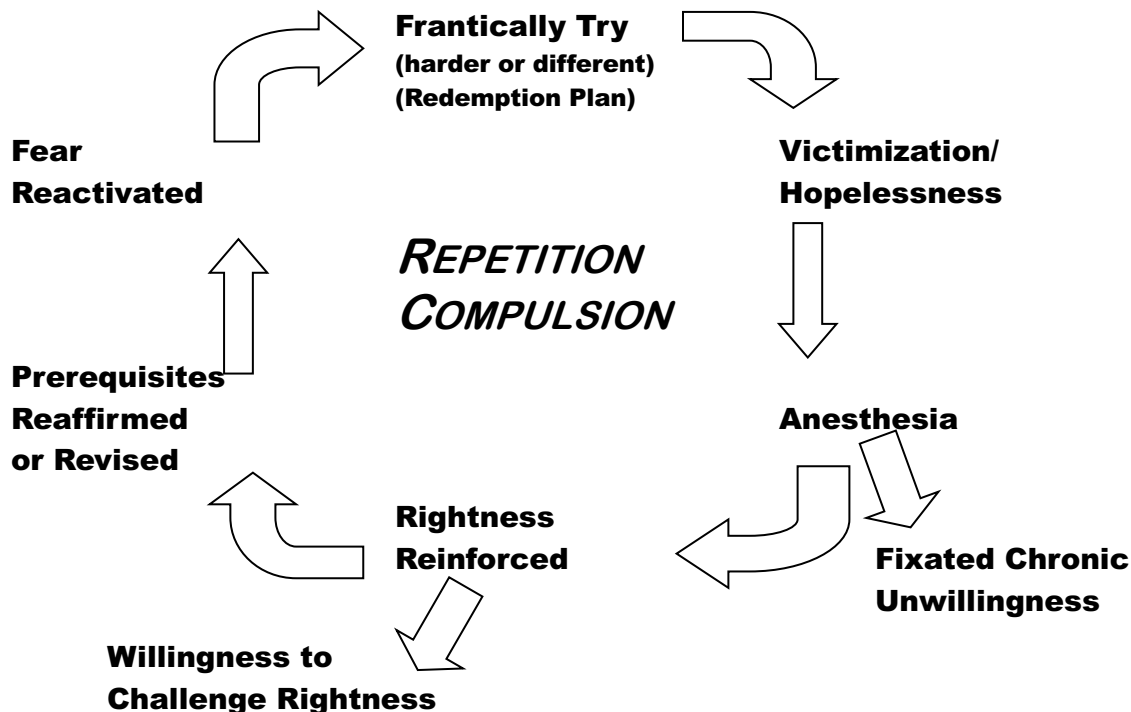 Frantically Try
(harder or different)
(Redemption Plan)
Victimization/
Hopelessness
Anesthesia
Fixated Chronic
Unwillingness
Rightness
Reinforced
Willingness to
Challenge Rightness
Prerequisites
Reaffirmed
or Revised
Fear
Reactivated
REPETITION
COMPULSION